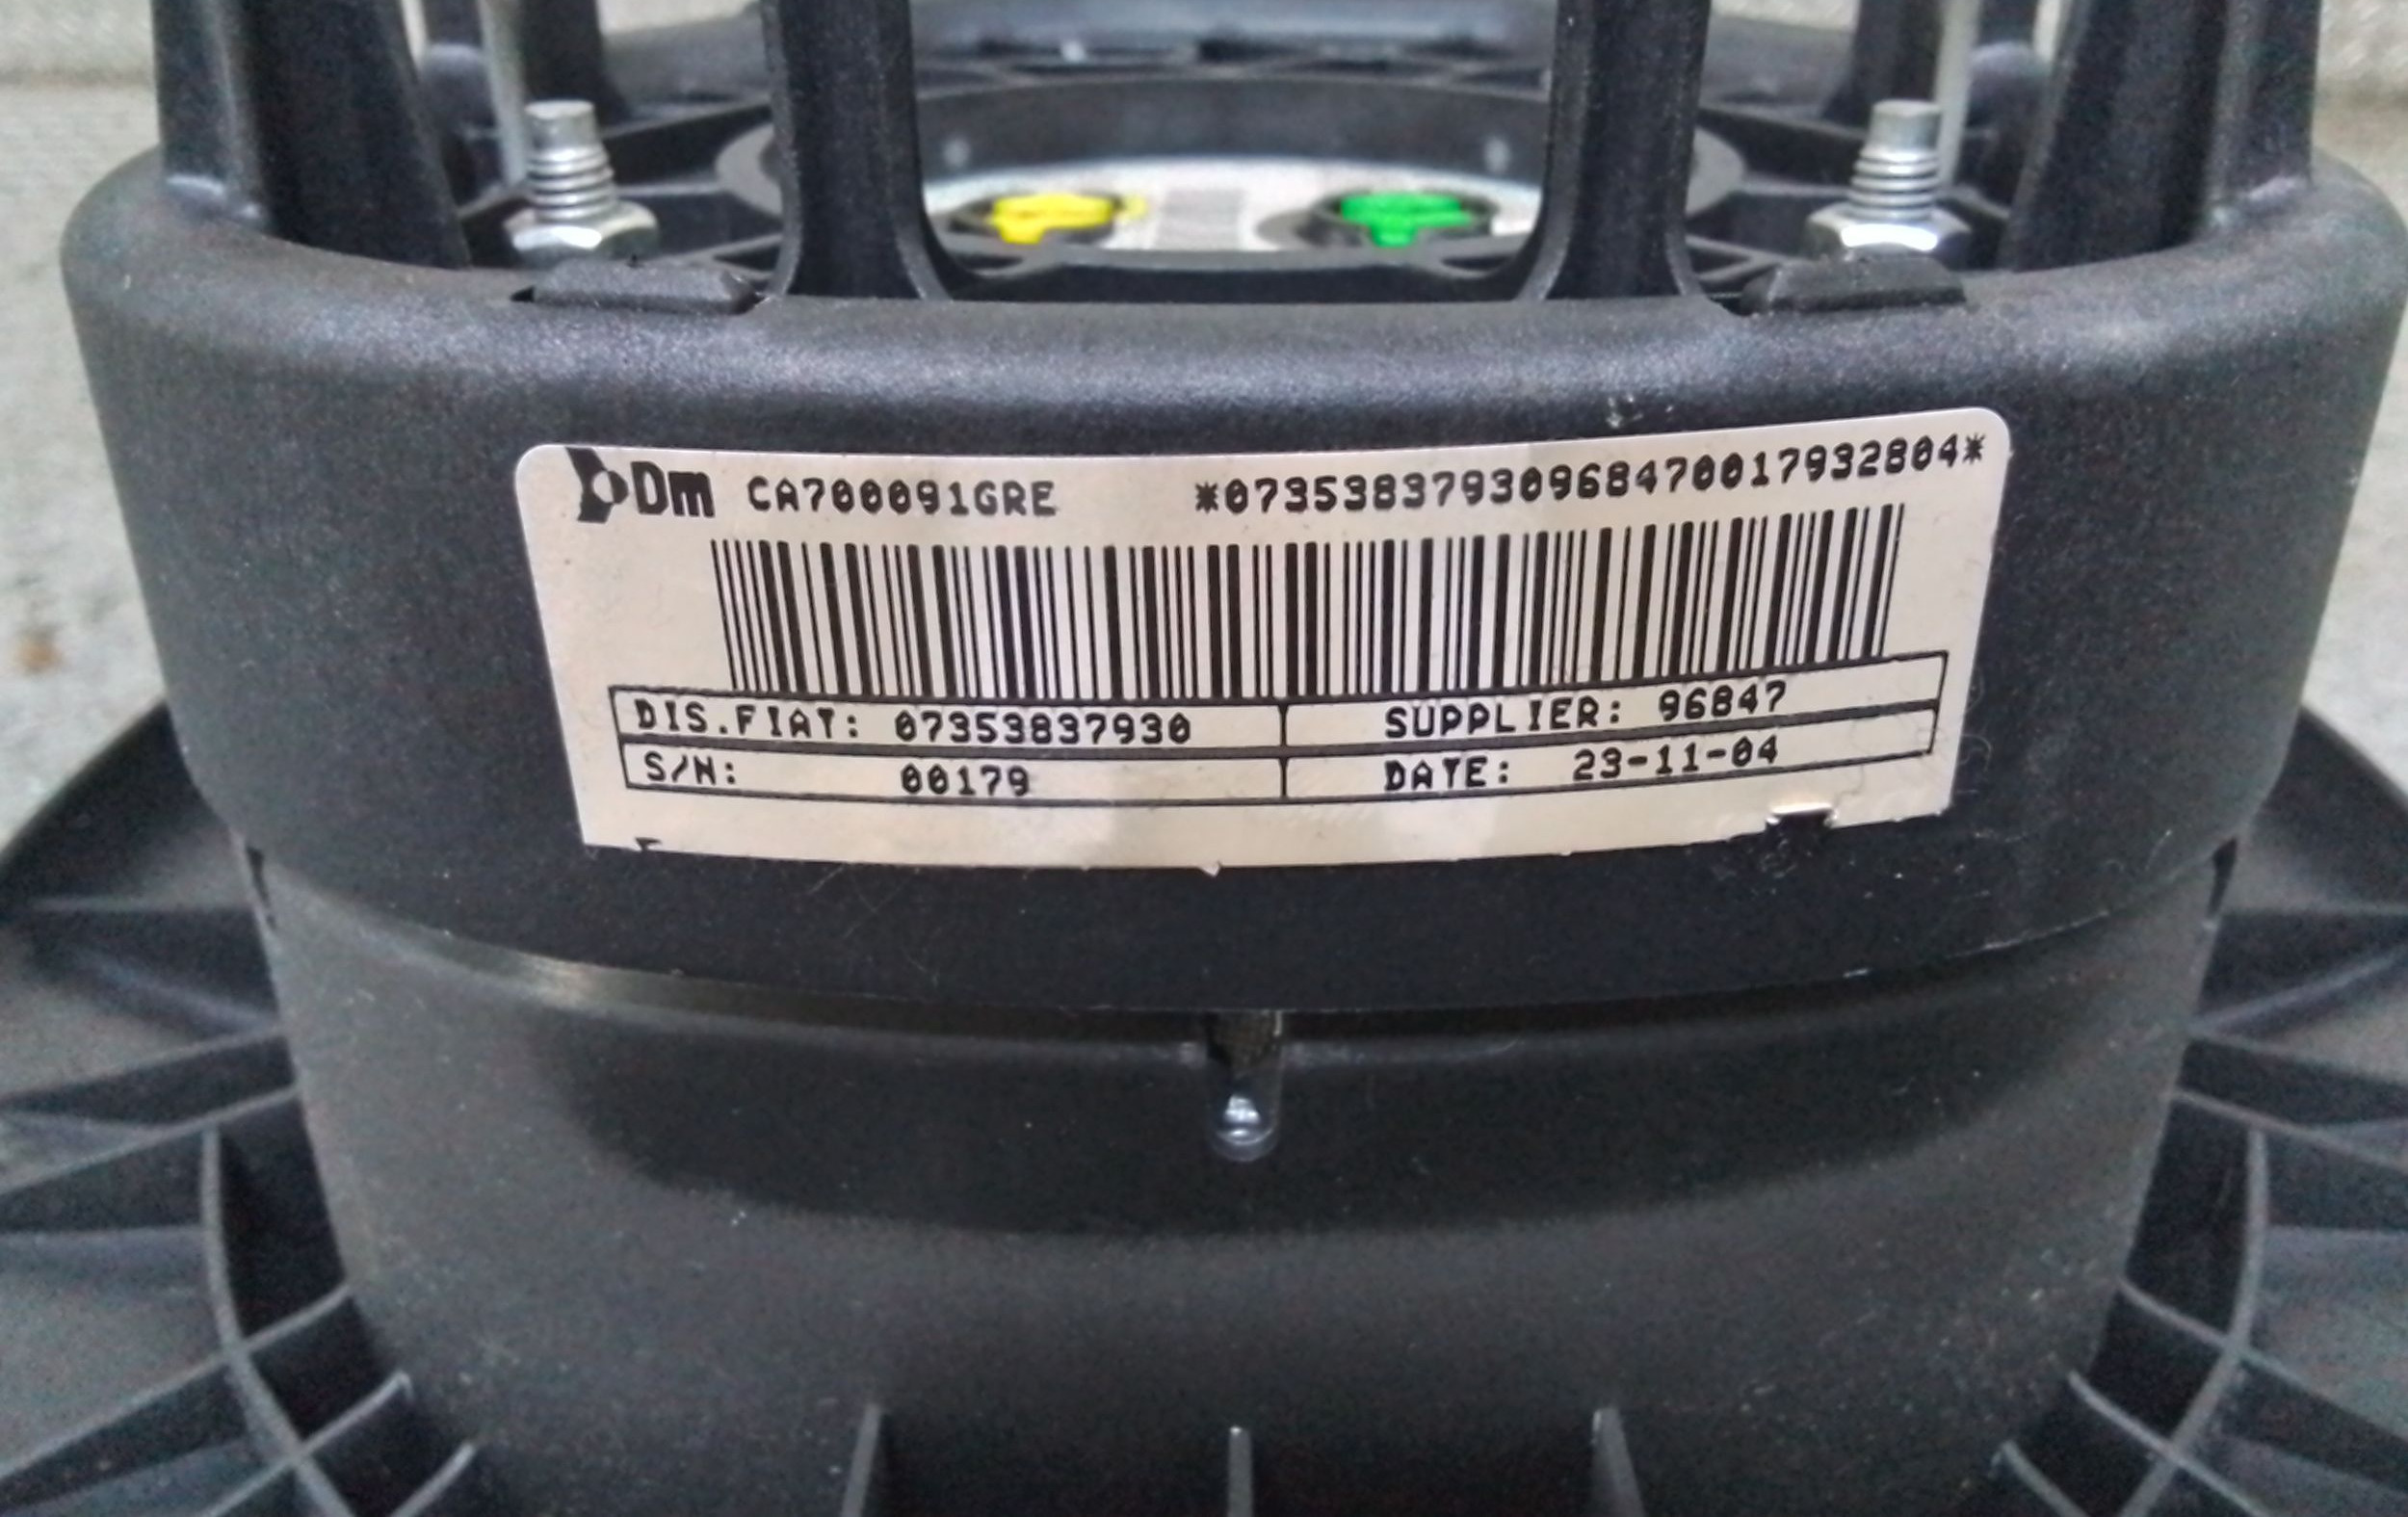 Dm CA700091GRE *07353837930968470017932804*
DIS.FIAT: 07353837930 SUPPLIER: 96847
S/N: 00179 DATE: 23-11-04